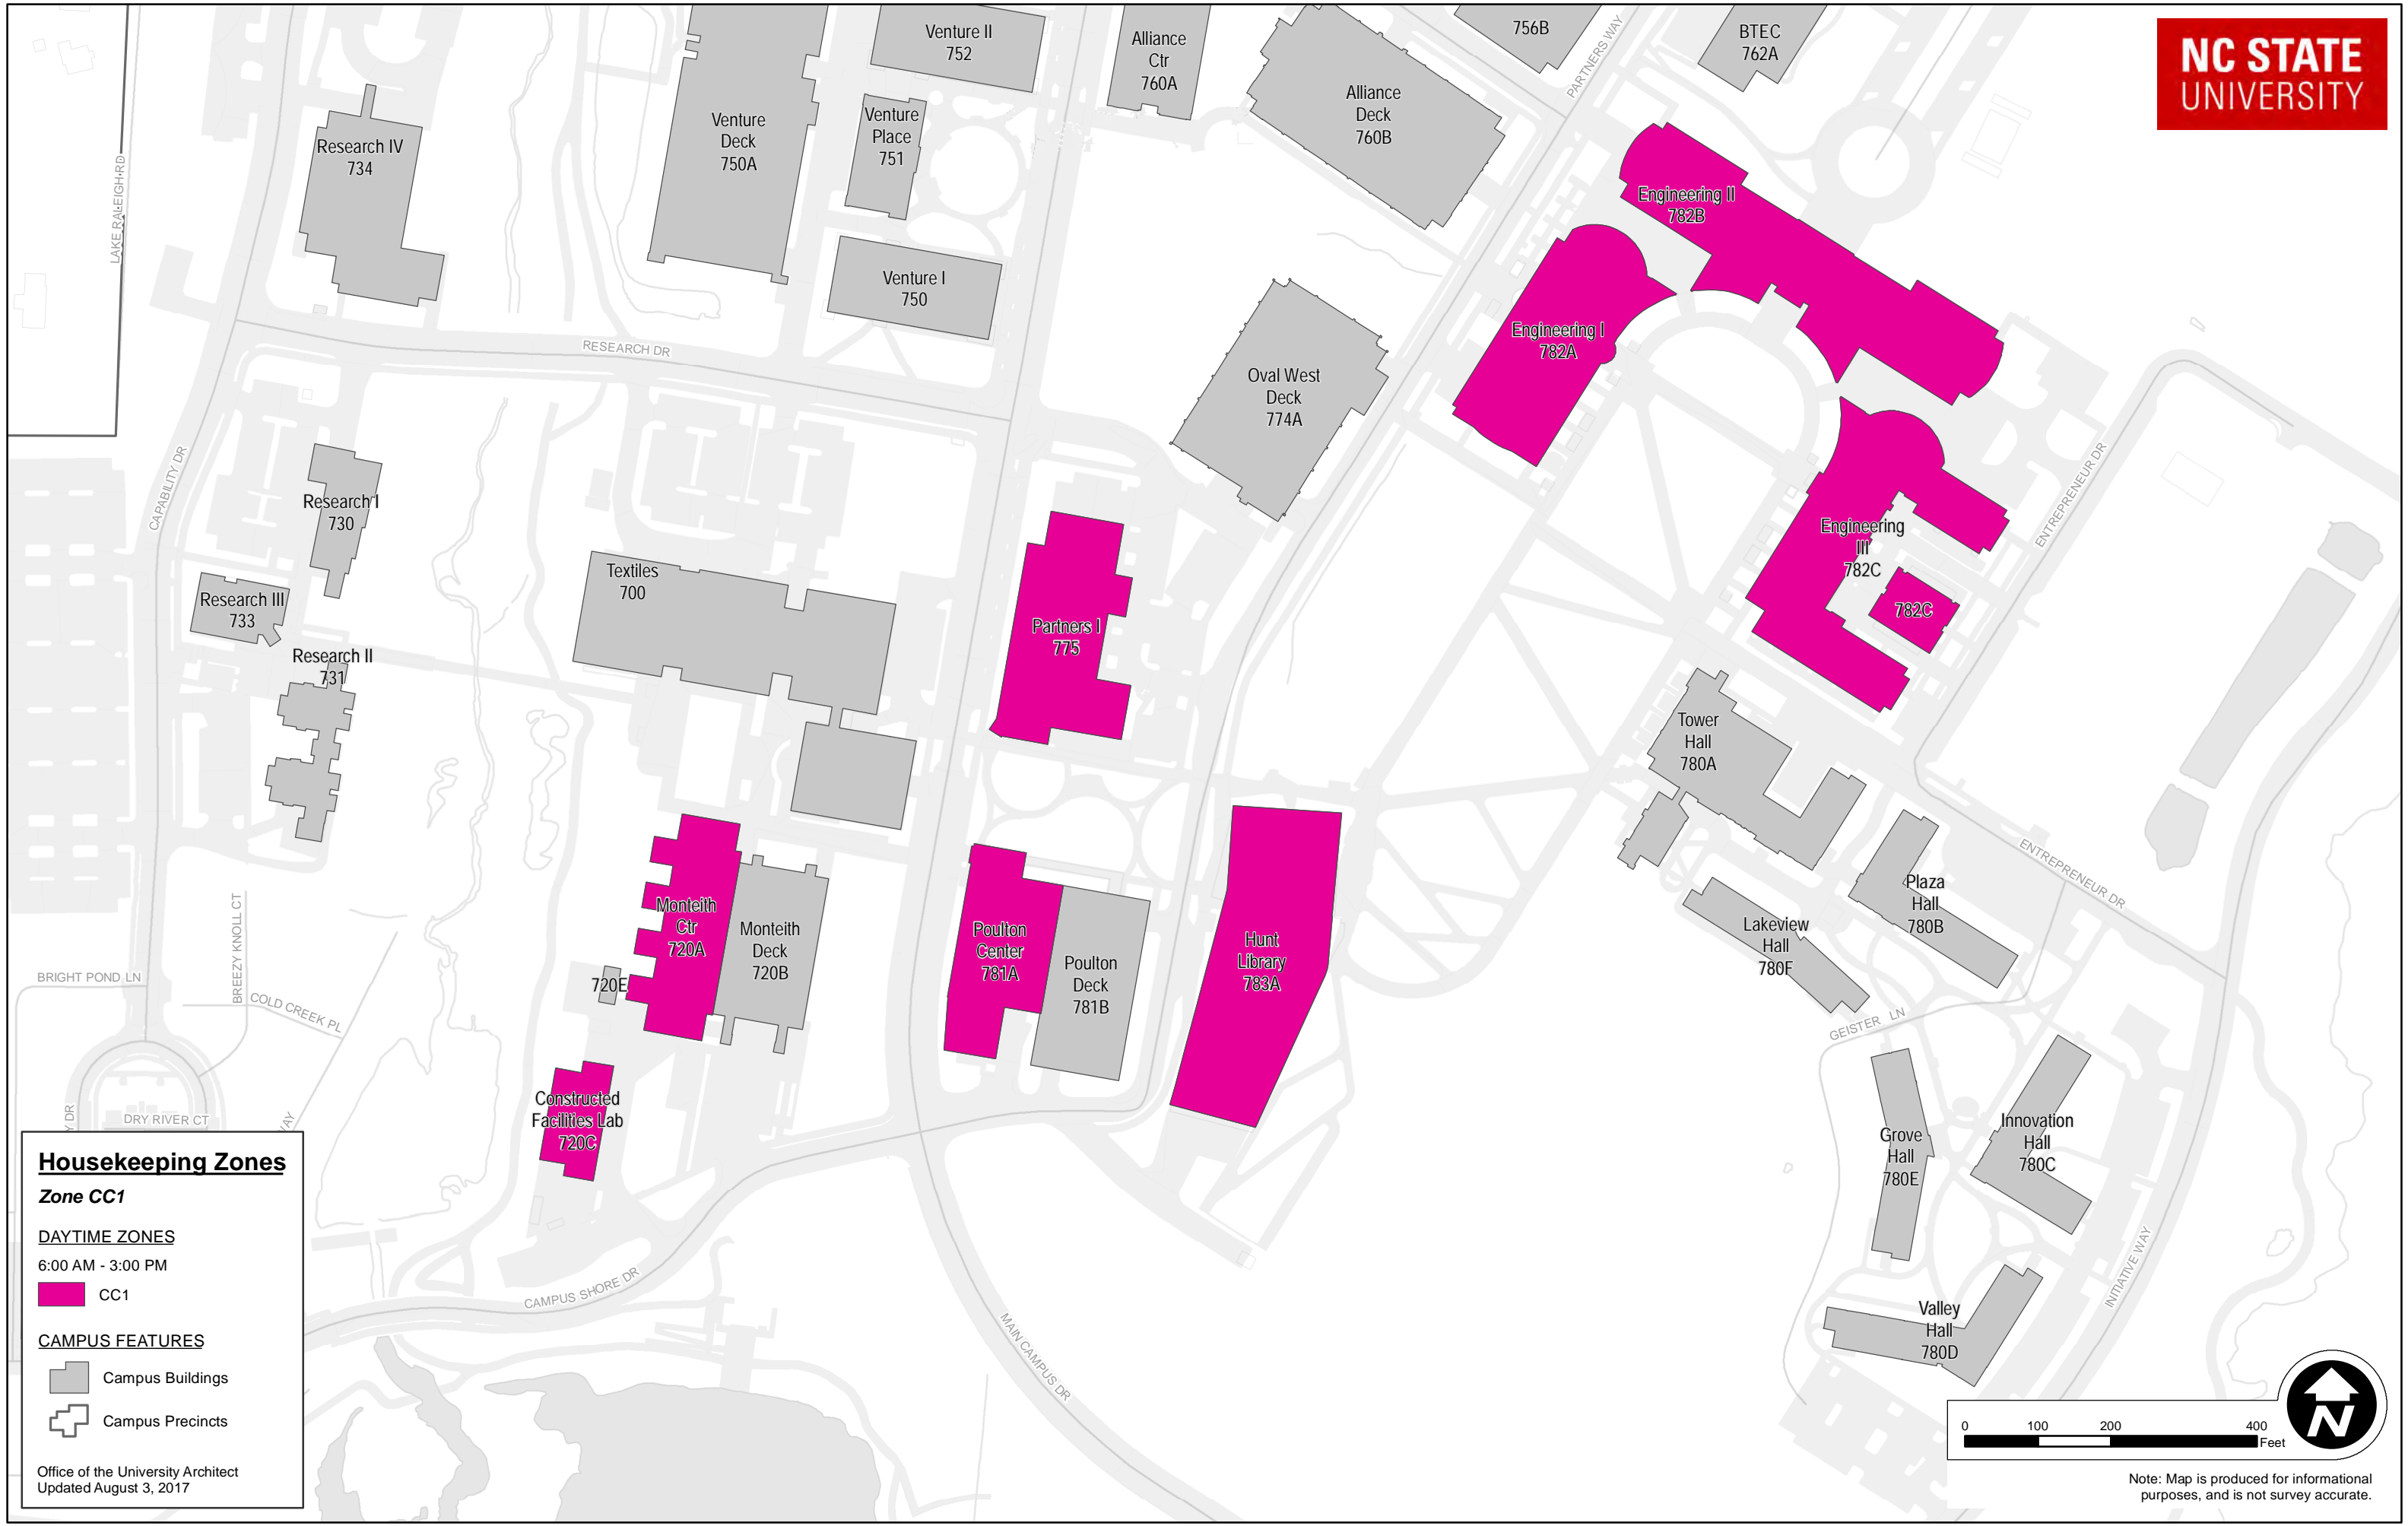 Venture II
752
Alliance
Ctr
760A
756B
PARTNERS WAY
BTEC
762A
NC STATE
UNIVERSITY
Alliance
Deck
760B
Venture
Place
751
Venture
Deck
750A
Research IV
734
LAKE RALEIGH RD
Engineering II
782B
Venture I
750
Engineering I
782A
RESEARCH DR
Oval West
Deck
774A
CAPABILITY DR
ENTREPRENEUR DR
Research I
730
Engineering
III
782C
782C
Textiles
700
Research III
733
Partners I
775
Research II
731
Tower
Hall
780A
ENTREPRENEUR DR
Plaza
Hall
780B
Lakeview
Hall
780F
Monteith
Ctr
720A
Monteith
Deck
720B
Poulton
Center
781A
Poulton
Deck
781B
Hunt
Library
783A
720E
BREEZY KNOLL CT
BRIGHT POND LN
COLD CREEK PL
GEISTER LN
Constructed
Facilities Lab
720C
DRY RIVER CT
Y DR
WAY
Grove
Hall
780E
Innovation
Hall
780C
INITIATIVE WAY
Valley
Hall
780D
CAMPUS SHORE DR
MAIN CAMPUS DR
Housekeeping Zones
Zone CC1
DAYTIME ZONES
6:00 AM - 3:00 PM
CC1
CAMPUS FEATURES
Campus Buildings
Campus Precincts
Office of the University Architect
Updated August 3, 2017
0 100 200 400
Feet
N
Note: Map is produced for informational
purposes, and is not survey accurate.